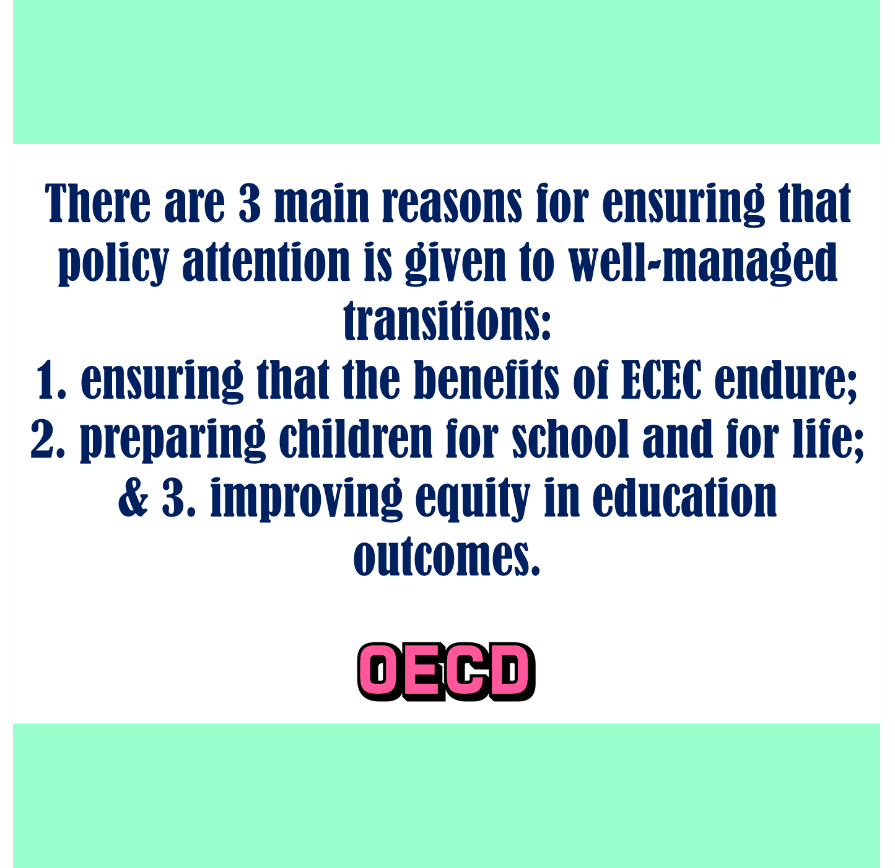 There are 3 main reasons for ensuring that
policy attention is given to well-managed
transitions:
1. ensuring that the benefits of ECEC endure;
2. preparing children for school and for life;
& 3. improving equity in education
outcomes.
OECD